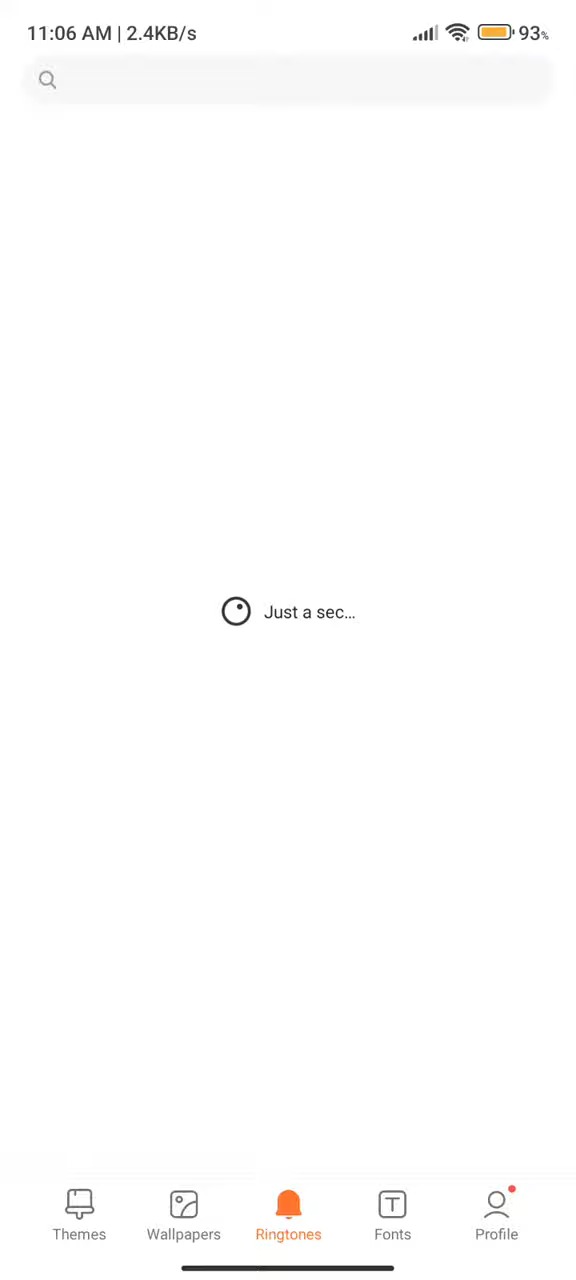 11:06 AM | 2.4KB/s 93%
Just a sec...
Themes Wallpapers Ringtones Fonts Profile